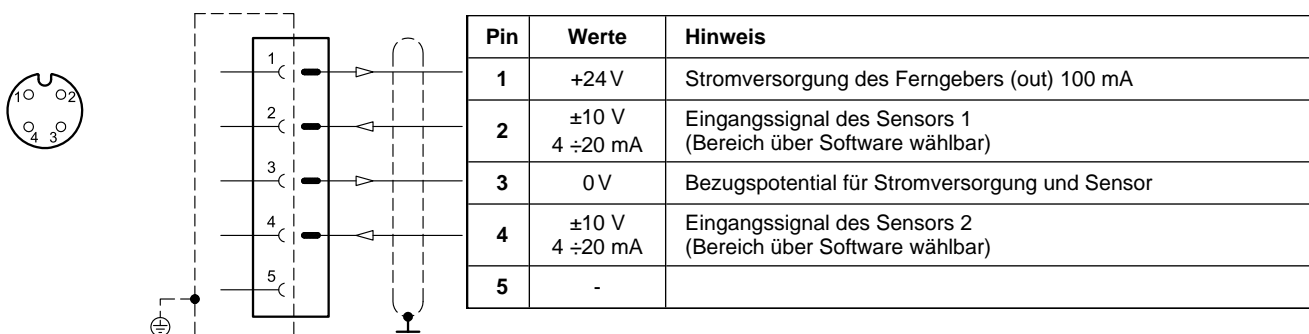 1 2
4 3
1
2
3
4
5
Pin Werte Hinweis
1 +24 V Stromversorgung des Ferngebers (out) 100 mA
2 ±10 V Eingangssignal des Sensors 1
4 ÷20 mA (Bereich über Software wählbar)
3 0 V Bezugspotential für Stromversorgung und Sensor
4 ±10 V Eingangssignal des Sensors 2
4 ÷20 mA (Bereich über Software wählbar)
5 -